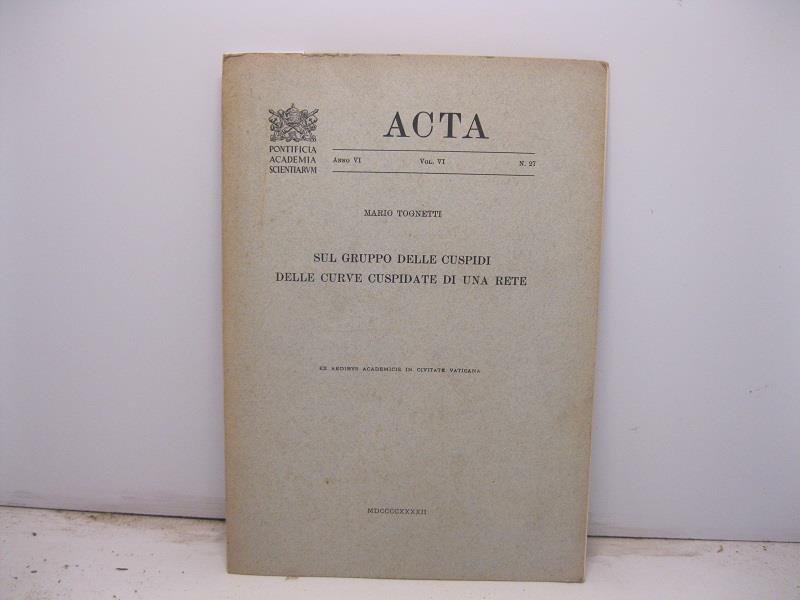 ACTA
PONTIFICIA
ACADEMIA
SCIENTIARVM
ANNO VI VOL. VI N. 27
MARIO TOGNETTI
SUL GRUPPO DELLE CUSPIDI
DELLE CURVE CUSPIDATE DI UNA RETE
EX AEDIBVS ACADEMICIS IN CIVITATE VATICANA
MDCCCCXXXXII